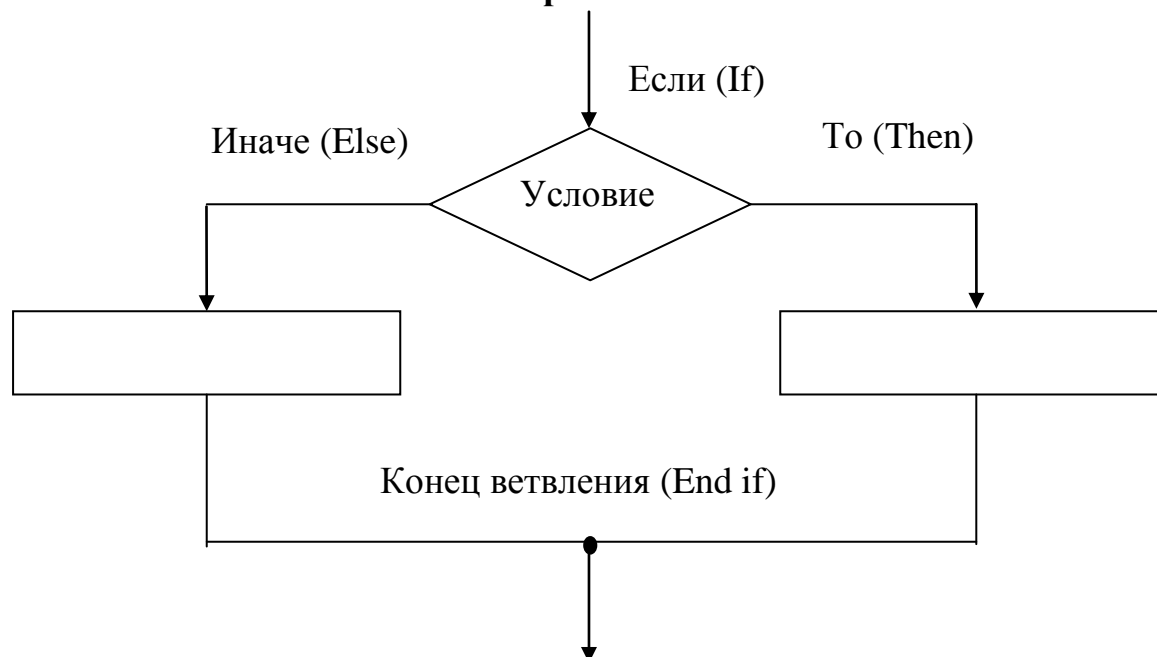 Если (If)
Иначе (Else)
То (Then)
Условие
Конец ветвления (End if)